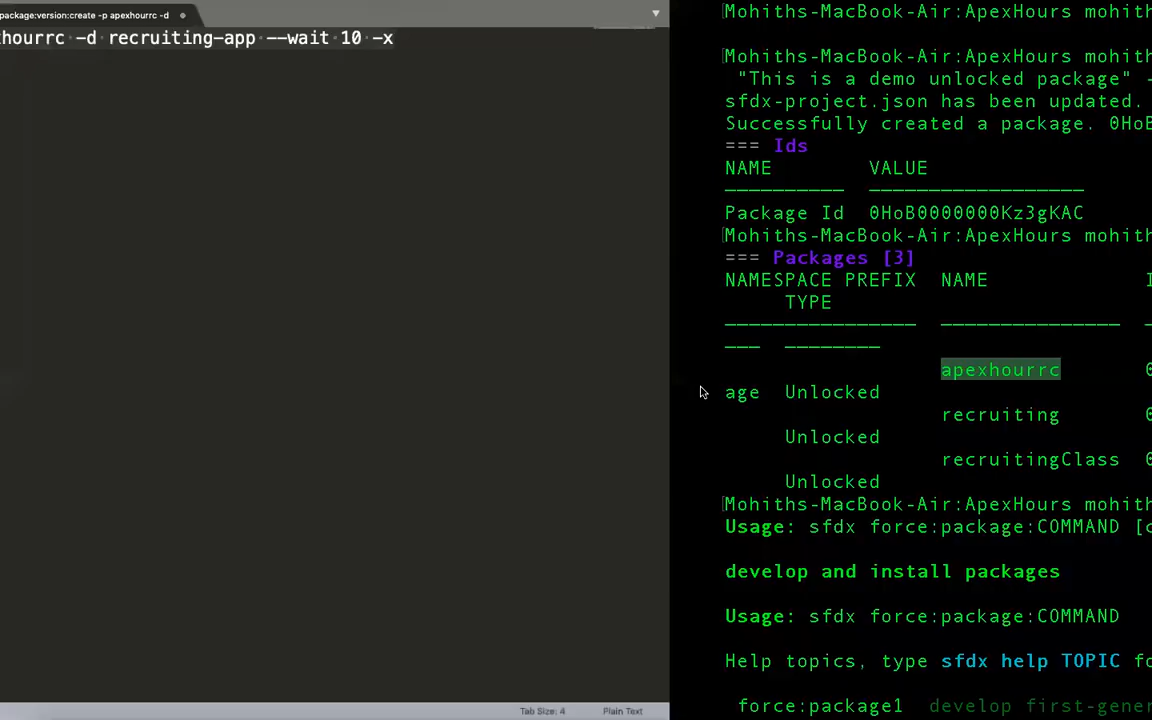 package:version:create -p apexhourrc -d
hourrc -d recruiting-app --wait 10 -x
Tab Size: 4 Plain Text
Mohiths-MacBook-Air:ApexHours mohith
Mohiths-MacBook-Air:ApexHours mohith
"This is a demo unlocked package" -
sfdx-project.json has been updated.
Successfully created a package. 0HoB
=== Ids
NAME VALUE
Package Id 0HoB0000000Kz3gKAC
Mohiths-MacBook-Air:ApexHours mohith
=== Packages [3]
NAMESPACE PREFIX NAME I
TYPE
apexhourrc 0
age Unlocked
recruiting 0
Unlocked
recruitingClass 0
Unlocked
Mohiths-MacBook-Air:ApexHours mohith
Usage: sfdx force:package:COMMAND [c
develop and install packages
Usage: sfdx force:package:COMMAND
Help topics, type sfdx help TOPIC fo
force:package1 develop first-gener